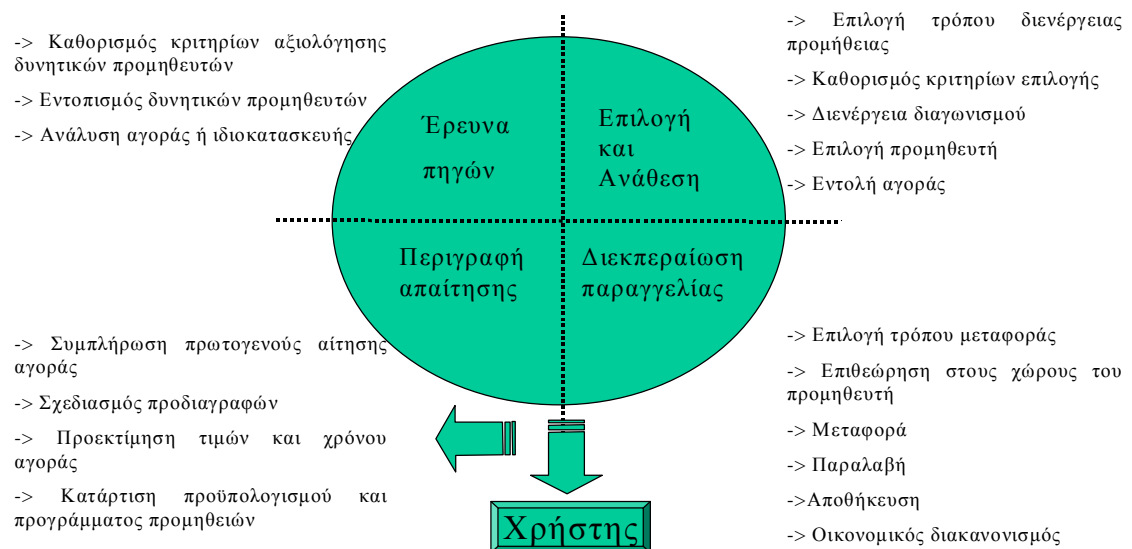 -> Καθορισμός κριτηρίων αξιολόγησης
δυνητικών προμηθευτών
-> Εντοπισμός δυνητικών προμηθευτών
-> Ανάλυση αγοράς ή ιδιοκατασκευής
Έρευνα
πηγών
Επιλογή
και
Ανάθεση
-> Επιλογή τρόπου διενέργειας
προμήθειας
-> Καθορισμός κριτηρίων επιλογής
-> Διενέργεια διαγωνισμού
-> Επιλογή προμηθευτή
-> Εντολή αγοράς
Περιγραφή
απαίτησης
Διεκπεραίωση
παραγγελίας
-> Συμπλήρωση πρωτογενούς αίτησης
αγοράς
-> Σχεδιασμός προδιαγραφών
-> Προεκτίμηση τιμών και χρόνου
αγοράς
-> Κατάρτιση προϋπολογισμού και
προγράμματος προμηθειών
-> Επιλογή τρόπου μεταφοράς
-> Επιθεώρηση στους χώρους του
προμηθευτή
-> Μεταφορά
-> Παραλαβή
->Αποθήκευση
-> Οικονομικός διακανονισμός
Χρήστης